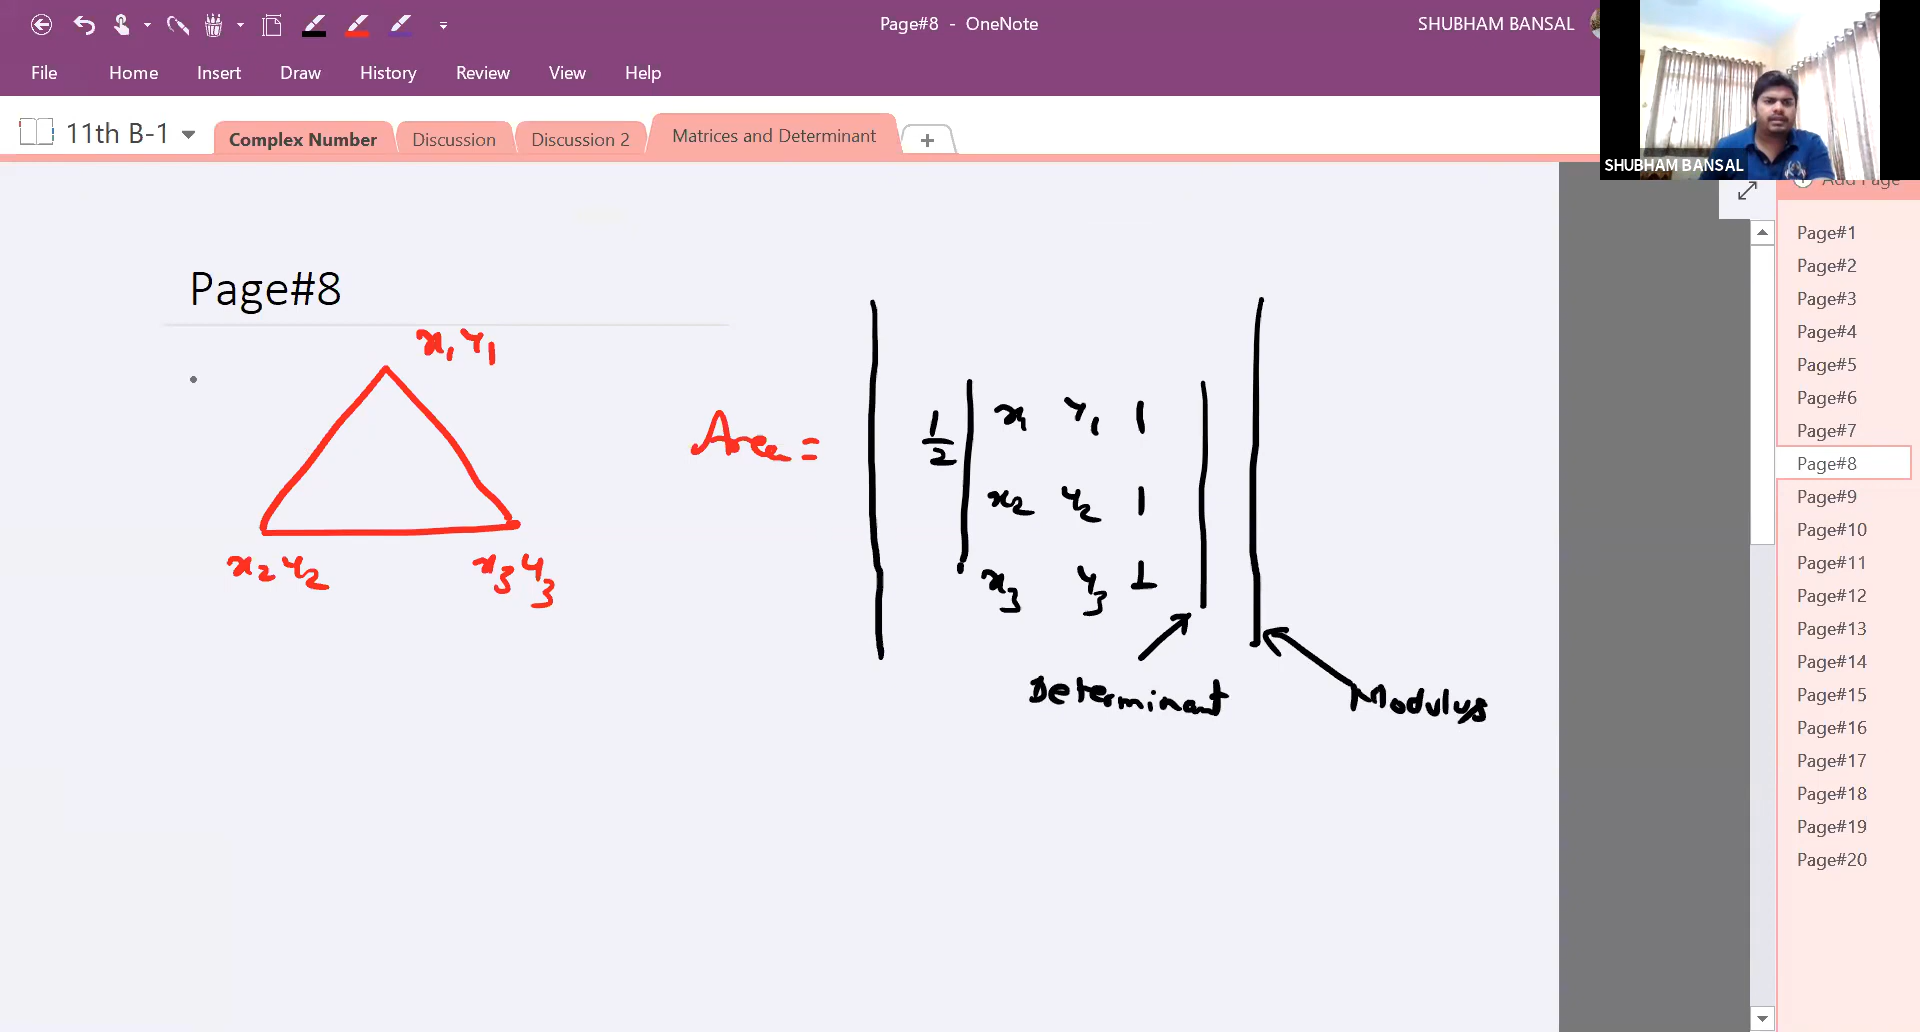 Page#8 - OneNote
SHUBHAM BANSAL
File Home Insert Draw History Review View Help
11th B-1
Complex Number
Discussion
Discussion 2
Matrices and Determinant
SHUBHAM BANSAL
Add Page
Page#1
Page#2
Page#3
Page#4
Page#5
Page#6
Page#7
Page#8
Page#9
Page#10
Page#11
Page#12
Page#13
Page#14
Page#15
Page#16
Page#17
Page#18
Page#19
Page#20
Page#8
x₁ y₁
x₂ y₂
x₃ y₃
Area =
1/2
x₁ y₁ 1
x₂ y₂ 1
x₃ y₃ 1
Determinant
Modulus